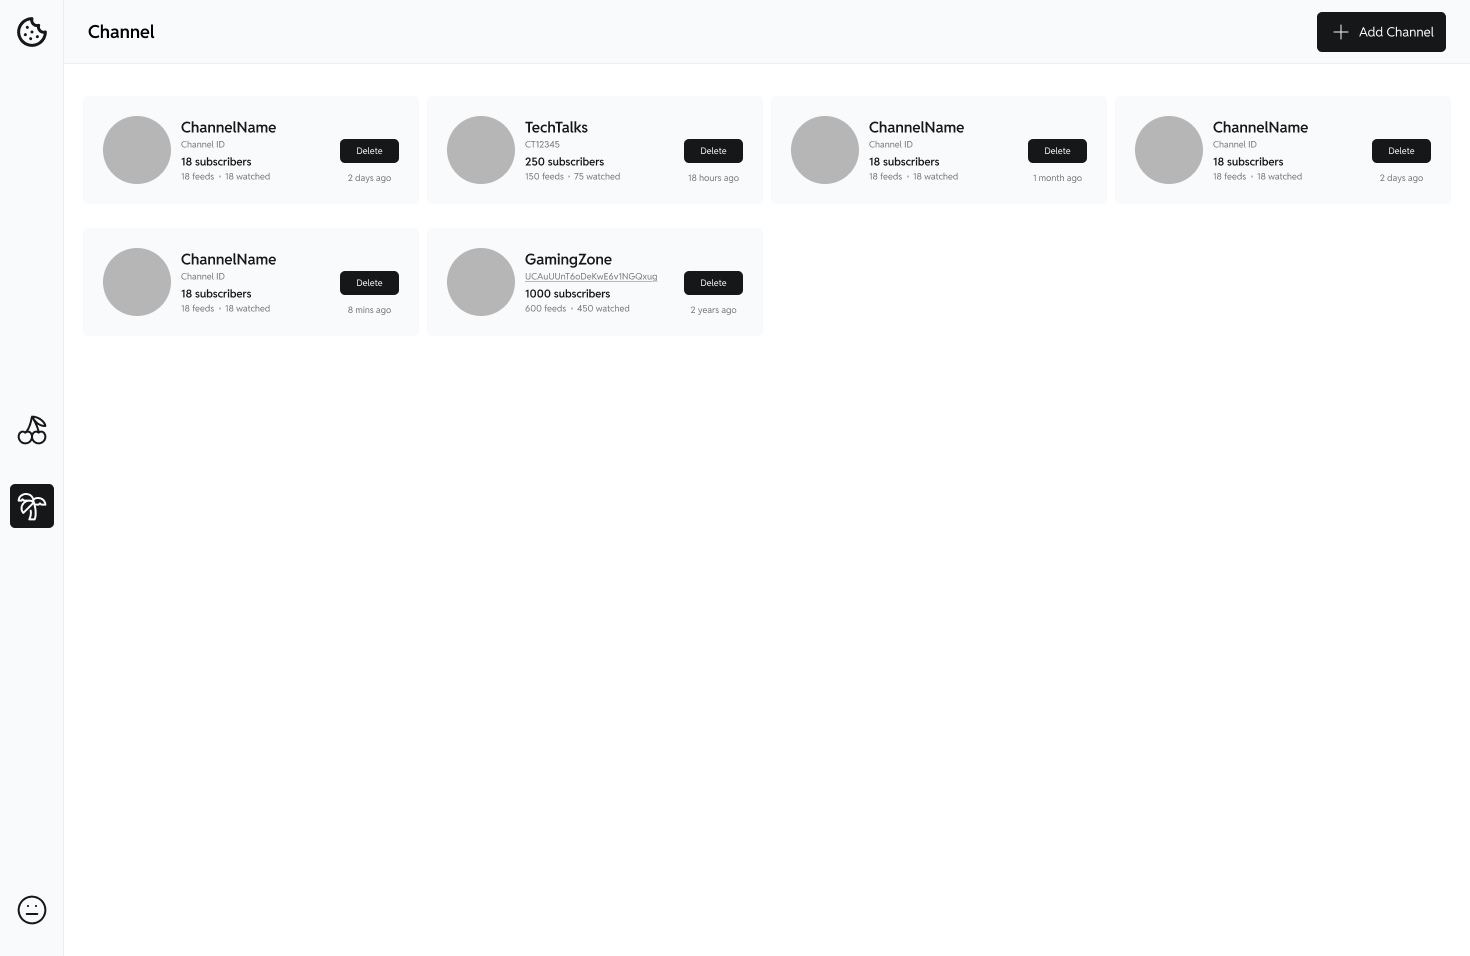 Channel
Add Channel
ChannelName
Channel ID
18 subscribers
18 feeds • 18 watched
Delete
2 days ago
TechTalks
CT12345
250 subscribers
150 feeds • 75 watched
Delete
18 hours ago
ChannelName
Channel ID
18 subscribers
18 feeds • 18 watched
Delete
1 month ago
ChannelName
Channel ID
18 subscribers
18 feeds • 18 watched
Delete
2 days ago
ChannelName
Channel ID
18 subscribers
18 feeds • 18 watched
Delete
8 mins ago
GamingZone
UCAuUUnT6oDeKwE6v1NGQxug
1000 subscribers
600 feeds • 450 watched
Delete
2 years ago